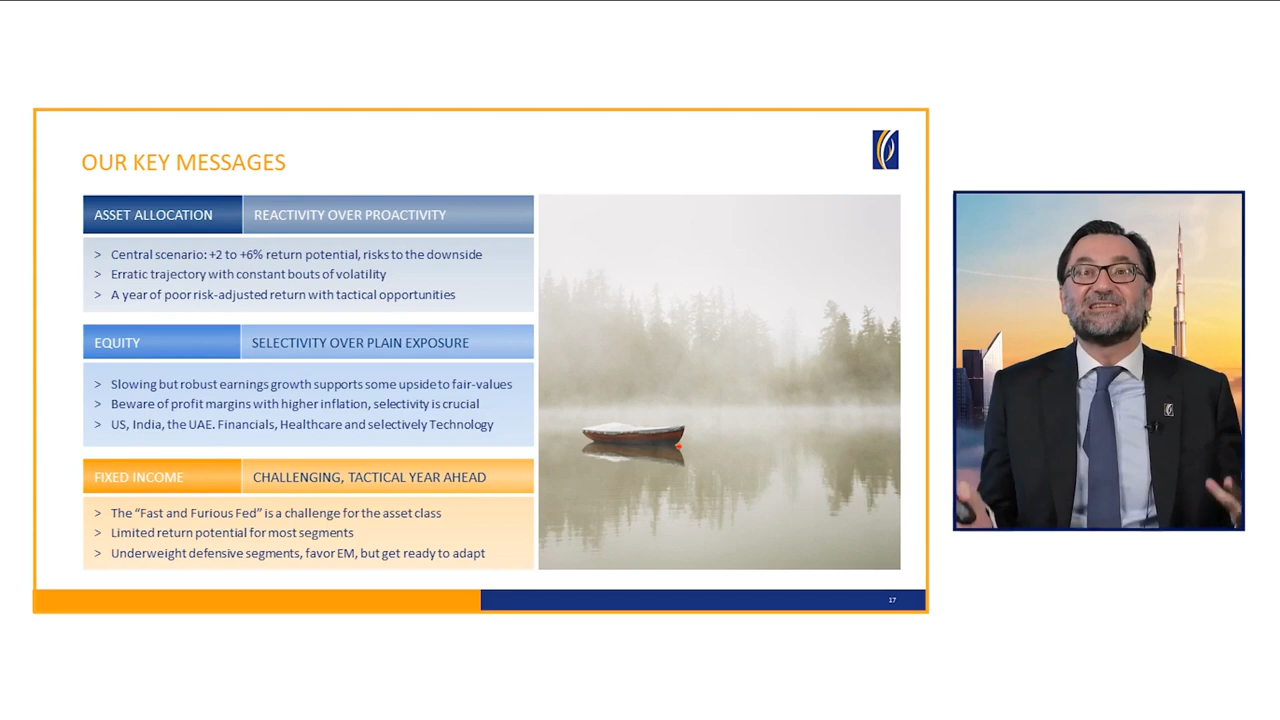 OUR KEY MESSAGES
ASSET ALLOCATION
REACTIVITY OVER PROACTIVITY
> Central scenario: +2 to +6% return potential, risks to the downside
> Erratic trajectory with constant bouts of volatility
> A year of poor risk-adjusted return with tactical opportunities
EQUITY
SELECTIVITY OVER PLAIN EXPOSURE
> Slowing but robust earnings growth supports some upside to fair-values
> Beware of profit margins with higher inflation, selectivity is crucial
> US, India, the UAE. Financials, Healthcare and selectively Technology
FIXED INCOME
CHALLENGING, TACTICAL YEAR AHEAD
> The “Fast and Furious Fed” is a challenge for the asset class
> Limited return potential for most segments
> Underweight defensive segments, favor EM, but get ready to adapt
17